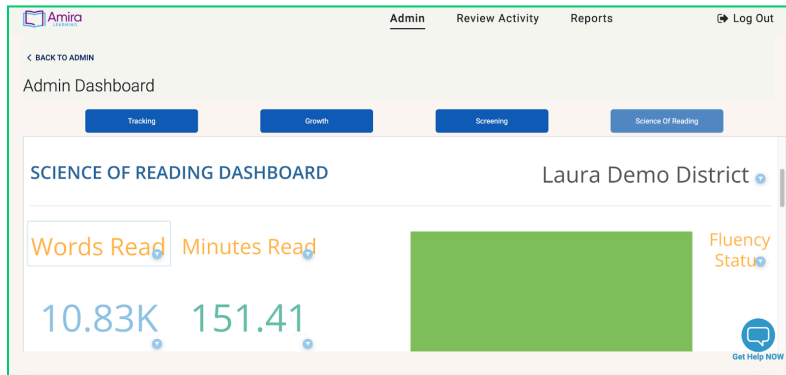 Amira
LEARNING
Admin Review Activity Reports Log Out
BACK TO ADMIN
Admin Dashboard
Tracking Growth Screening Science Of Reading
SCIENCE OF READING DASHBOARD Laura Demo District
Words Read Minutes Read
Fluency
Status
10.83K 151.41
Get Help NOW